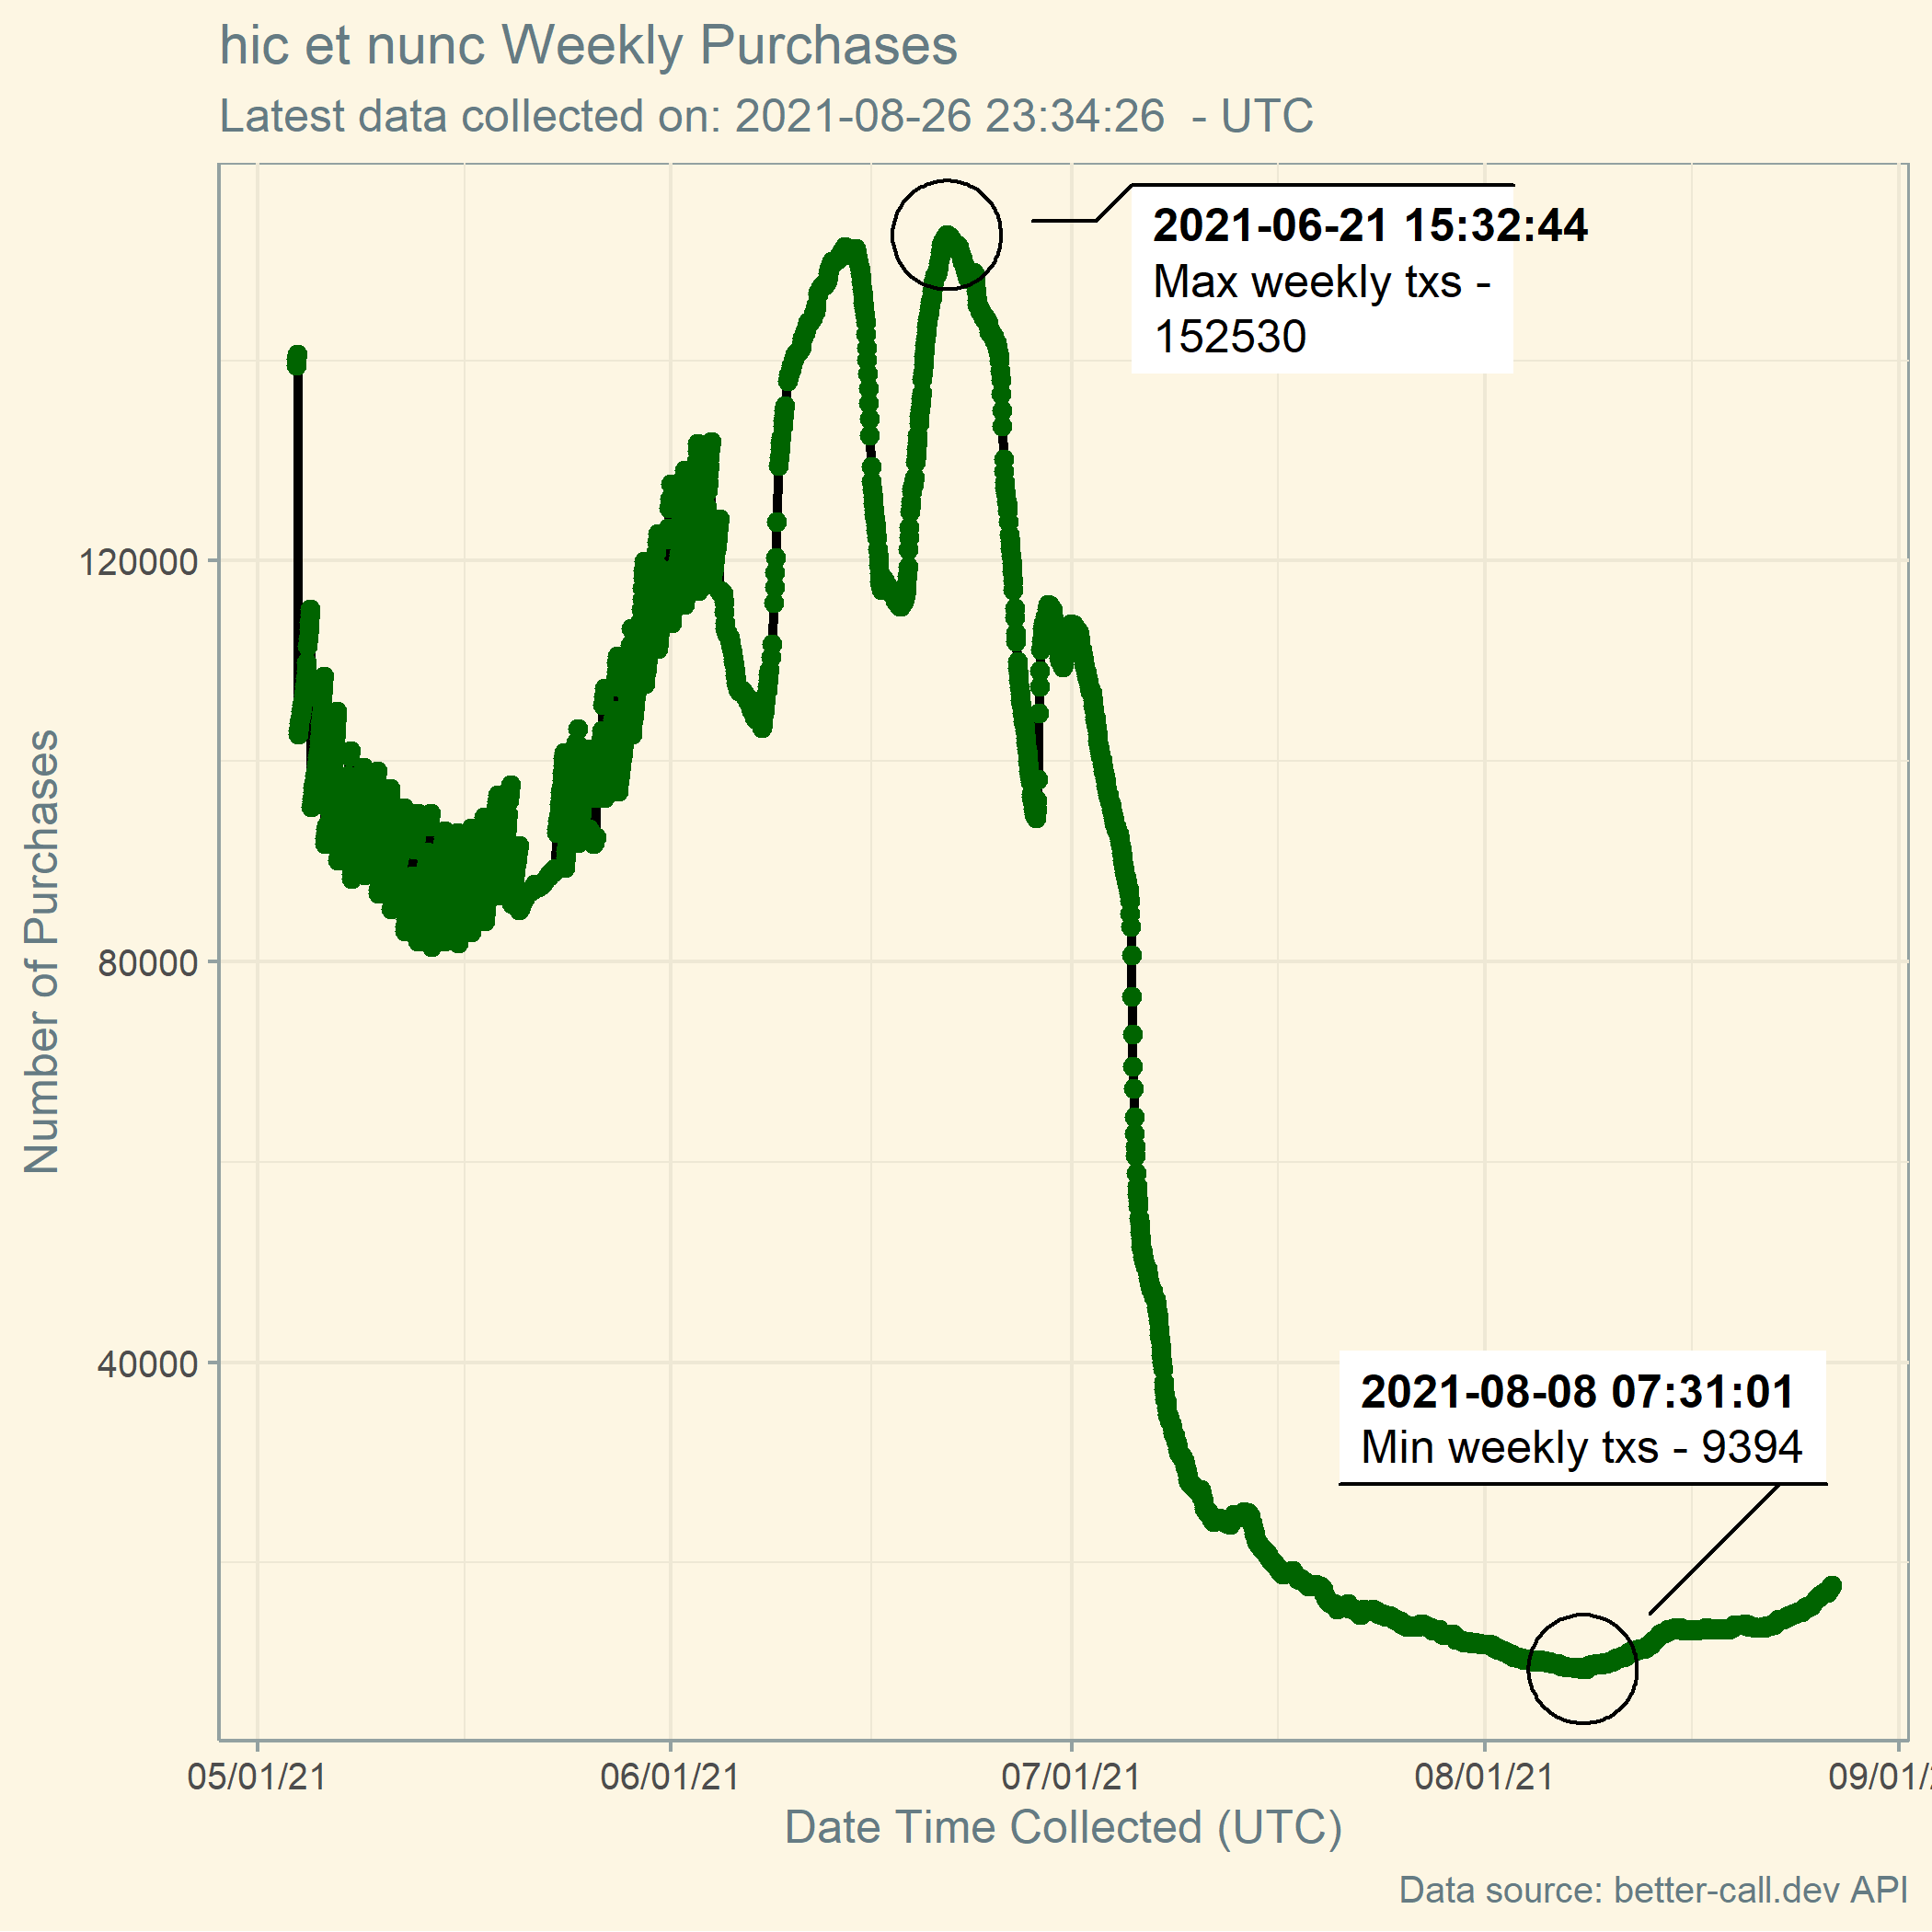 hic et nunc Weekly Purchases
Latest data collected on: 2021-08-26 23:34:26 - UTC
2021-06-21 15:32:44
Max weekly txs -
152530
120000
Number of Purchases
80000
40000
2021-08-08 07:31:01
Min weekly txs - 9394
05/01/21 06/01/21 07/01/21 08/01/21 09/01/2
Date Time Collected (UTC)
Data source: better-call.dev API